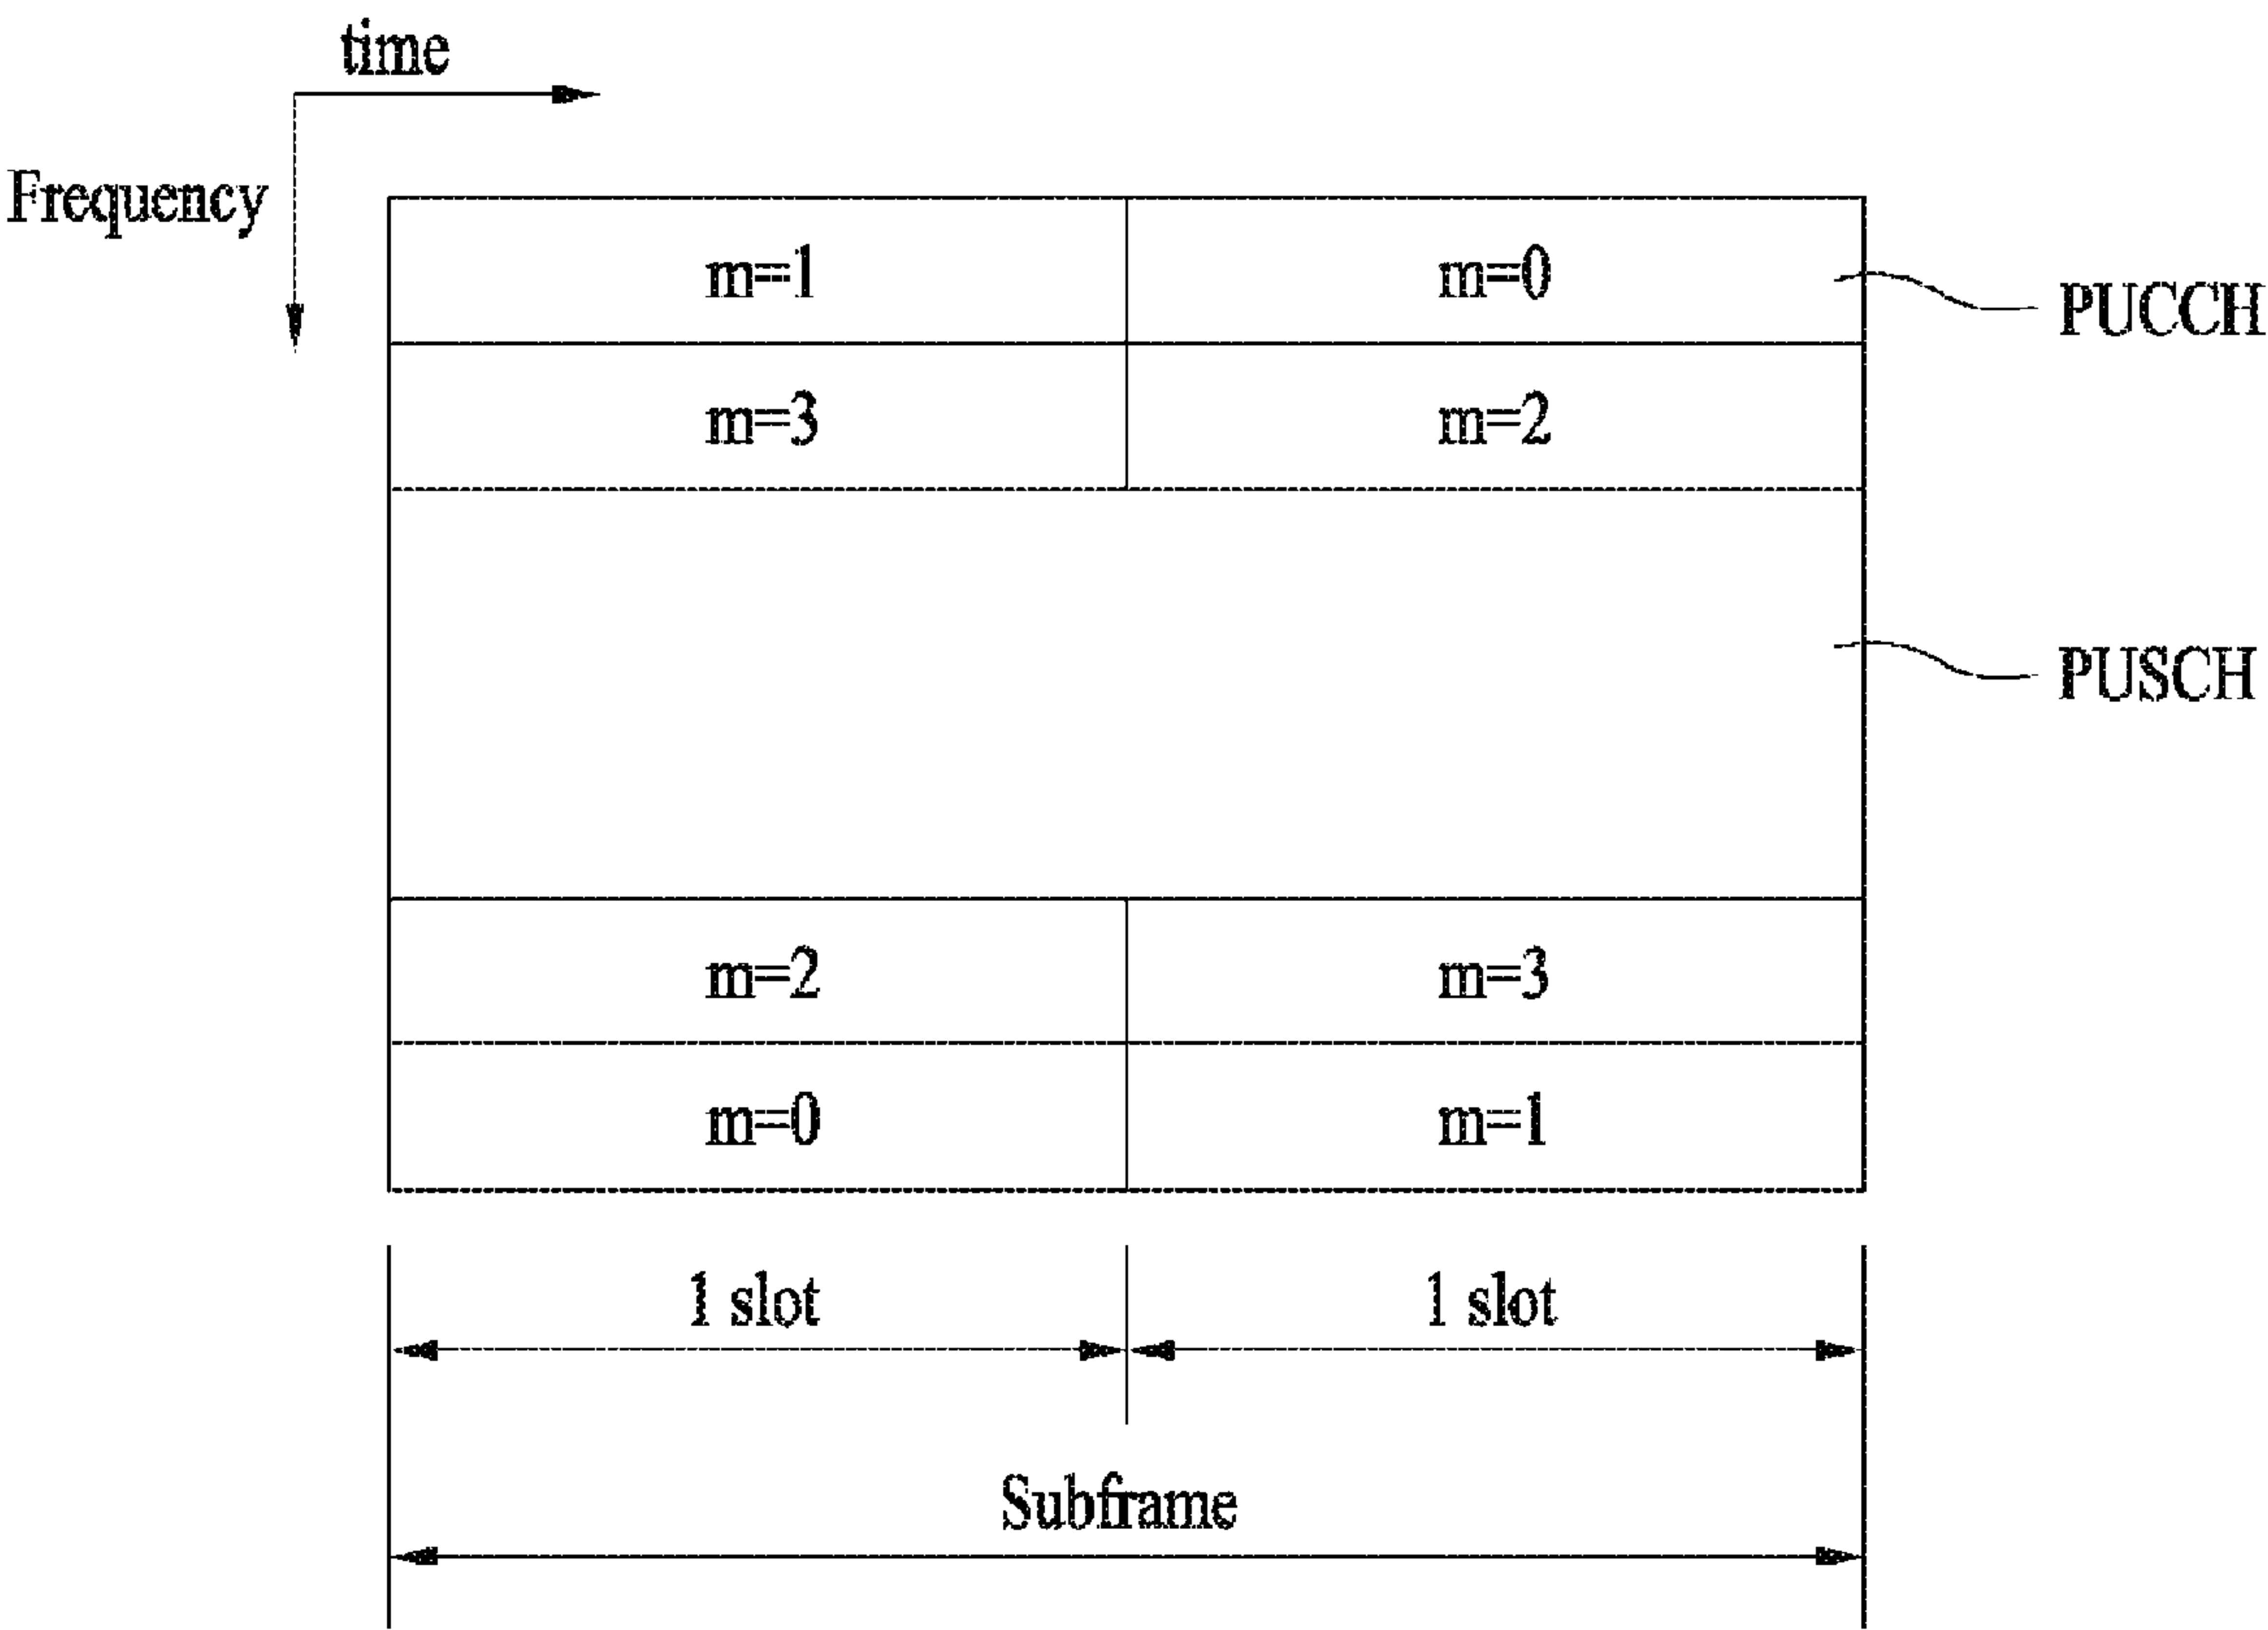 time
Frequency
m=1 m=0
PUCCH
m=3 m=2
PUSCH
m=2 m=3
m=0 m=1
1 slot 1 slot
Subframe